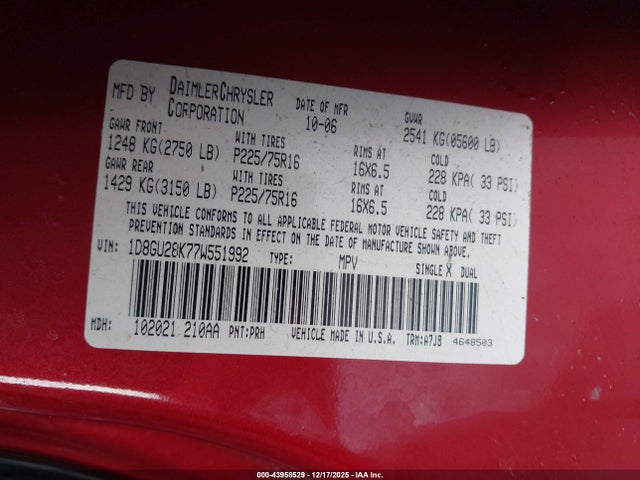 MFD BY DAIMLERCHRYSLER CORPORATION DATE OF MFR 10-06 GVWR 2541 KG(05600 LB)
GAWR FRONT WITH TIRES RIMS AT COLD
1248 KG(2750 LB) P225/75R16 16X6.5 228 KPA( 33 PSI)
GAWR REAR WITH TIRES RIMS AT COLD
1429 KG(3150 LB) P225/75R16 16X6.5 228 KPA( 33 PSI)
THIS VEHICLE CONFORMS TO ALL APPLICABLE FEDERAL MOTOR VEHICLE SAFETY AND THEFT
PREVENTION STANDARDS IN EFFECT ON THE DATE OF MANUFACTURE SHOWN ABOVE.
VIN: 1D8GU28K77W551992 TYPE: MPV SINGLE X DUAL
MDH: 102021 210AA PNT:PRH VEHICLE MADE IN U.S.A. TRM:A7J8 4648503
000-43958529 - 12/17/2025 - IAA Inc.